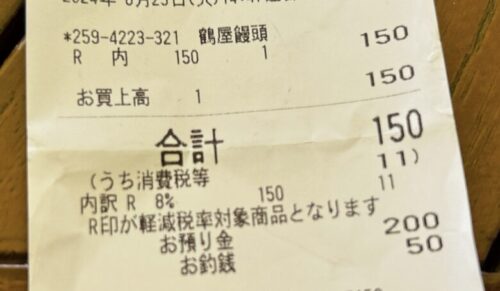 *259-4223-321 鶴屋饅頭 150
R 内 150 1
150
お買上高 1
合計 150
(うち消費税等 11)
内訳 R 8% 150 11
R印が軽減税率対象商品となります
お預り金 200
お釣銭 50